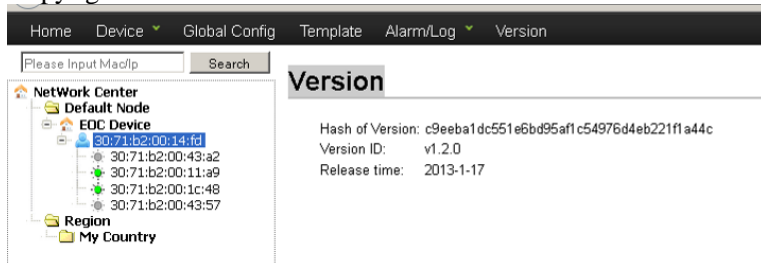 Home Device Global Config Template Alarm/Log Version
Please Input Mac/Ip Search
NetWork Center
Default Node
EOC Device
30:71:b2:00:14:fd
30:71:b2:00:43:a2
30:71:b2:00:11:a9
30:71:b2:00:1c:48
30:71:b2:00:43:57
Region
My Country
Version
Hash of Version: c9eeba1dc551e6bd95af1c54976d4eb221f1a44c
Version ID: v1.2.0
Release time: 2013-1-17